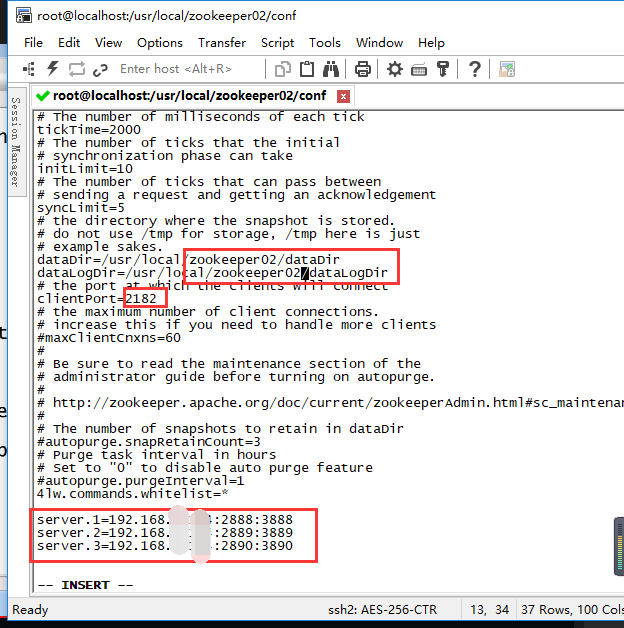 root@localhost:/usr/local/zookeeper02/conf
File Edit View Options Transfer Script Tools Window Help
Enter host <Alt+R>
Session Manager
root@localhost:/usr/local/zookeeper02/conf
# The number of milliseconds of each tick
tickTime=2000
# The number of ticks that the initial
# synchronization phase can take
initLimit=10
# The number of ticks that can pass between
# sending a request and getting an acknowledgement
syncLimit=5
# the directory where the snapshot is stored.
# do not use /tmp for storage, /tmp here is just
# example sakes.
dataDir=/usr/local/zookeeper02/dataDir
dataLogDir=/usr/local/zookeeper02/dataLogDir
# the port at which the clients will connect
clientPort=2182
# the maximum number of client connections.
# increase this if you need to handle more clients
#maxClientCnxns=60
#
# Be sure to read the maintenance section of the
# administrator guide before turning on autopurge.
#
# http://zookeeper.apache.org/doc/current/zookeeperAdmin.html#sc_maintenan
#
# The number of snapshots to retain in dataDir
#autopurge.snapRetainCount=3
# Purge task interval in hours
# Set to "0" to disable auto purge feature
#autopurge.purgeInterval=1
4lw.commands.whitelist=*
server.1=192.168. :2888:3888
server.2=192.168. :2889:3889
server.3=192.168. :2890:3890
-- INSERT --
Ready ssh2: AES-256-CTR 13, 34 37 Rows, 100 Cols